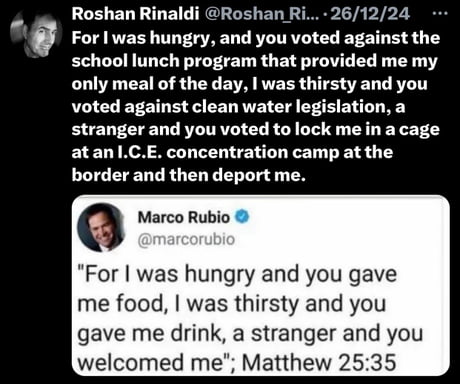 Roshan Rinaldi @Roshan_Ri... · 26/12/24 ...
For I was hungry, and you voted against the
school lunch program that provided me my
only meal of the day, I was thirsty and you
voted against clean water legislation, a
stranger and you voted to lock me in a cage
at an I.C.E. concentration camp at the
border and then deport me.
Marco Rubio
@marcorubio
"For I was hungry and you gave
me food, I was thirsty and you
gave me drink, a stranger and you
welcomed me"; Matthew 25:35